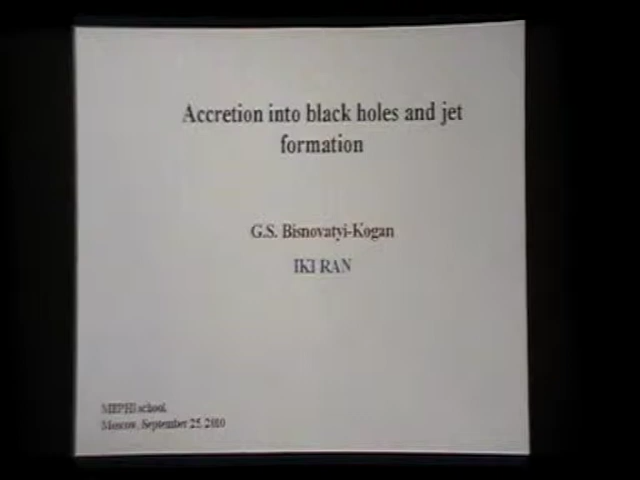 Accretion into black holes and jet
formation
G.S. Bisnovatyi-Kogan
IKI RAN
MEPHI school,
Moscow, September 25, 2010